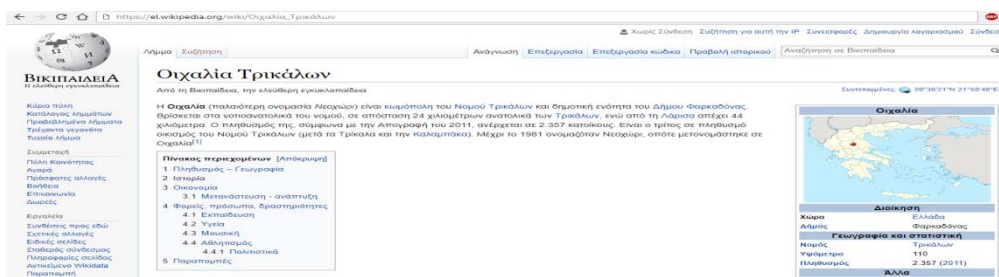 https://el.wikipedia.org/wiki/Οιχαλία_Τρικάλων
Χωρίς Σύνδεση Συζήτηση για αυτή την IP Συνεισφορές Δημιουργία λογαριασμού Σύνδεσ
Λήμμα Συζήτηση Ανάγνωση Επεξεργασία Επεξεργασία κώδικα Προβολή ιστορικού Αναζήτηση σε Βικιπαίδεια
ΒΙΚΙΠΑΙΔΕΙΑ
Η ελεύθερη εγκυκλοπαίδεια
Κύρια πύλη
Κατάλογος λημμάτων
Προβεβλημένα λήμματα
Τρέχοντα γεγονότα
Τυχαίο λήμμα
Συμμετοχή
Πύλη Κοινότητας
Αγορά
Πρόσφατες αλλαγές
Βοήθεια
Επικοινωνία
Δωρεές
Εργαλεία
Συνδέσεις προς εδώ
Σχετικές αλλαγές
Ειδικές σελίδες
Σταθερός σύνδεσμος
Πληροφορίες σελίδας
Αντικείμενο Wikidata
Παραπομπή
Οιχαλία Τρικάλων
Από τη Βικιπαίδεια, την ελεύθερη εγκυκλοπαίδεια
Συντεταγμένες: 39°36′21″N 21°58′48″E
Η Οιχαλία (παλαιότερη ονομασία Νεοχώρι) είναι κωμόπολη του Νομού Τρικάλων και δημοτική ενότητα του Δήμου Φαρκαδόνας.
Βρίσκεται στα νοτιοανατολικά του νομού, σε απόσταση 24 χιλιομέτρων ανατολικά των Τρικάλων, ενώ από τη Λάρισα απέχει 44
χιλιόμετρα. Ο πληθυσμός της, σύμφωνα με την Απογραφή του 2011, ανέρχεται σε 2.357 κατοίκους. Είναι ο τρίτος σε πληθυσμό
οικισμός του Νομού Τρικάλων (μετά τα Τρίκαλα και την Καλαμπάκα). Μέχρι το 1981 ονομαζόταν Νεοχώρι, οπότε μετονομάστηκε σε
Οιχαλία[1]
Πίνακας περιεχομένων [Απόκρυψη]
1 Πληθυσμός – Γεωγραφία
2 Ιστορία
3 Οικονομία
3.1 Μετανάστευση - ανάπτυξη
4 Φορείς, πρόσωπα, δραστηριότητες
4.1 Εκπαίδευση
4.2 Υγεία
4.3 Μουσική
4.4 Αθλητισμός
4.4.1 Πολιτιστικά
5 Παραπομπές
Οιχαλία
Διοίκηση
Χώρα Ελλάδα
Δήμος Φαρκαδόνας
Γεωγραφία και στατιστική
Νομός Τρικάλων
Υψόμετρο 110
Πληθυσμός 2.357 (2011)
Άλλα